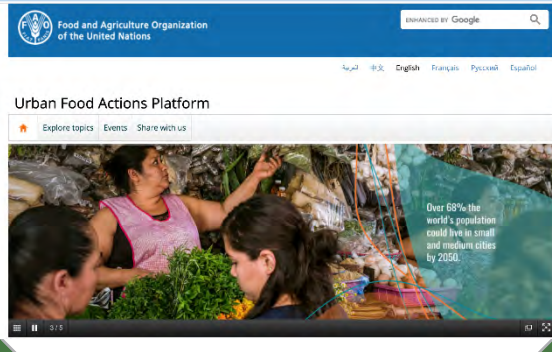 Food and Agriculture Organization
of the United Nations
ENHANCED BY Google
العربية 中文 English Français Русский Español
Urban Food Actions Platform
Explore topics Events Share with us
Over 68% the
world's population
could live in small
and medium cities
by 2050.
3/5